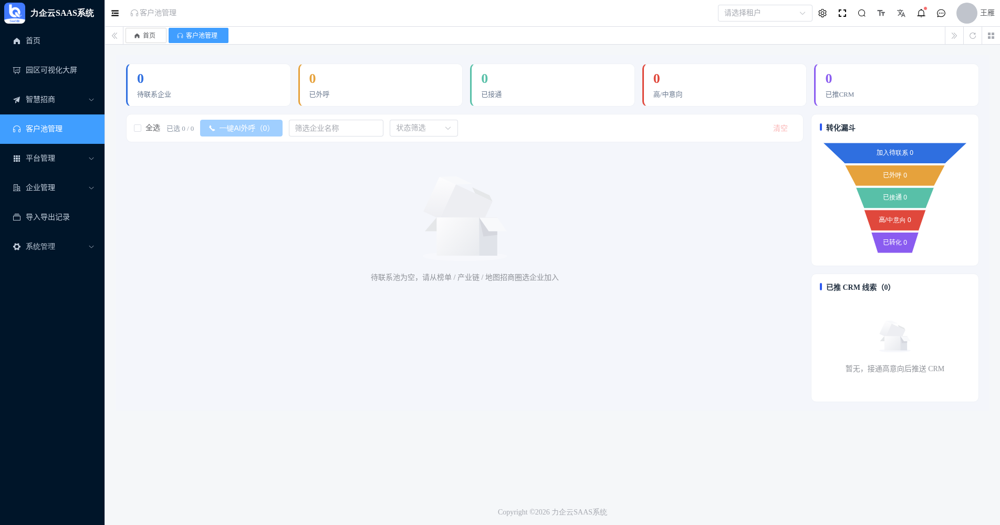 力企云SAAS系统
首页
园区可视化大屏
智慧招商
客户池管理
平台管理
企业管理
导入导出记录
系统管理
客户池管理
请选择租户
王雁
首页
客户池管理
0
待联系企业
0
已外呼
0
已接通
0
高/中意向
0
已推CRM
全选
已选 0 / 0
一键AI外呼（0）
筛选企业名称
状态筛选
清空
待联系池为空，请从榜单 / 产业链 / 地图招商圈选企业加入
转化漏斗
加入待联系 0
已外呼 0
已接通 0
高/中意向 0
已转化 0
已推 CRM 线索（0）
暂无，接通高意向后推送 CRM
Copyright ©2026 力企云SAAS系统